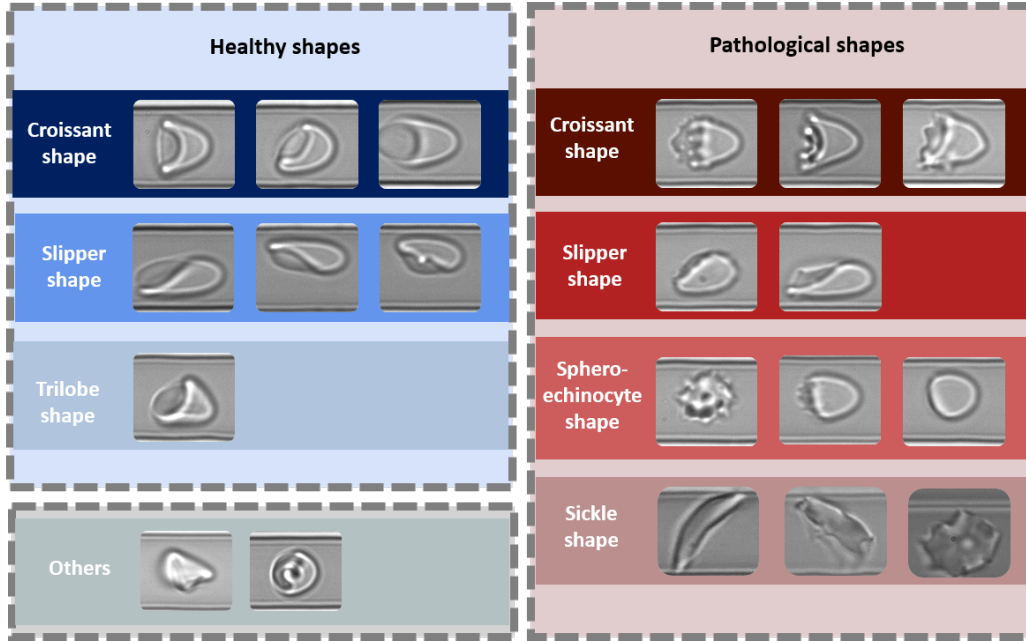 Healthy shapes
Croissant
shape
Slipper
shape
Trilobe
shape
Others
Pathological shapes
Croissant
shape
Slipper
shape
Sphero-
echinocyte
shape
Sickle
shape